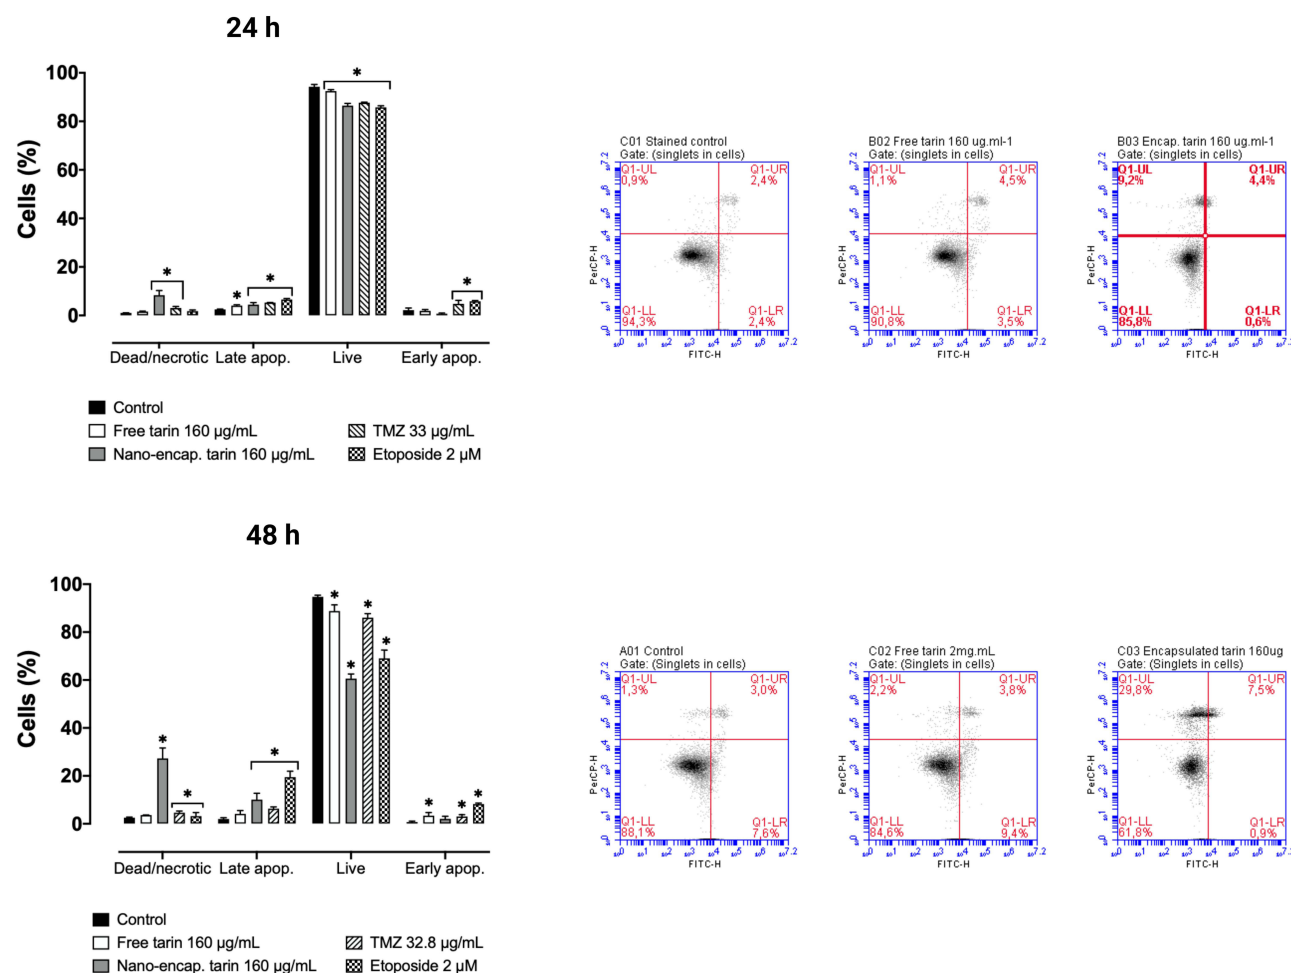 24 h
Cells (%)
100
80
60
40
20
0
*
*
*
*
*
Dead/necrotic Late apop. Live Early apop.
Control
Free tarin 160 µg/mL
Nano-encap. tarin 160 µg/mL
TMZ 33 µg/mL
Etoposide 2 µM
C01 Stained control
Gate: (singlets in cells)
Q1-UL
0,9%
Q1-UR
2,4%
Q1-LL
94,3%
Q1-LR
2,4%
PerCP-H
FITC-H
B02 Free tarin 160 ug.ml-1
Gate: (singlets in cells)
Q1-UL
1,1%
Q1-UR
4,5%
Q1-LL
90,8%
Q1-LR
3,5%
PerCP-H
FITC-H
B03 Encap. tarin 160 ug.ml-1
Gate: (singlets in cells)
Q1-UL
9,2%
Q1-UR
4,4%
Q1-LL
85,8%
Q1-LR
0,6%
PerCP-H
FITC-H
48 h
Cells (%)
100
80
60
40
20
0
*
*
*
*
*
*
*
*
*
*
Dead/necrotic Late apop. Live Early apop.
Control
Free tarin 160 µg/mL
Nano-encap. tarin 160 µg/mL
TMZ 32.8 µg/mL
Etoposide 2 µM
A01 Control
Gate: (Singlets in cells)
Q1-UL
1,3%
Q1-UR
3,0%
Q1-LL
88,1%
Q1-LR
7,6%
PerCP-H
FITC-H
C02 Free tarin 2mg.mL
Gate: (Singlets in cells)
Q1-UL
2,2%
Q1-UR
3,8%
Q1-LL
84,6%
Q1-LR
9,4%
PerCP-H
FITC-H
C03 Encapsulated tarin 160ug
Gate: (Singlets in cells)
Q1-UL
29,8%
Q1-UR
7,5%
Q1-LL
61,8%
Q1-LR
0,9%
PerCP-H
FITC-H